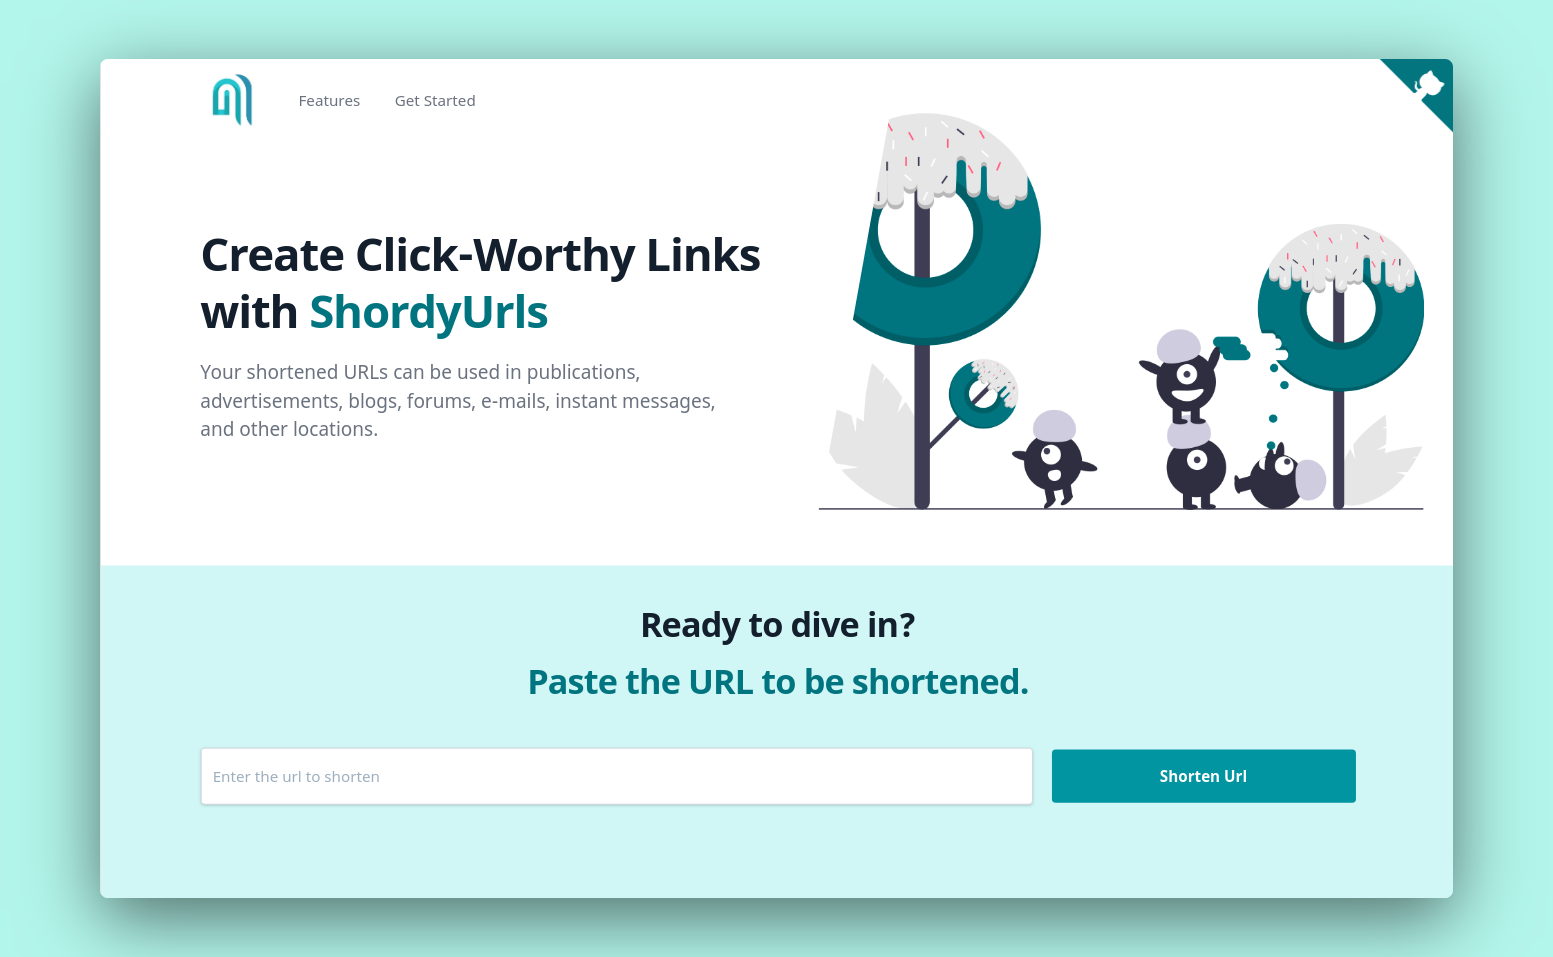 Features
Get Started
Create Click-Worthy Links
with ShordyUrls
Your shortened URLs can be used in publications,
advertisements, blogs, forums, e-mails, instant messages,
and other locations.
Ready to dive in?
Paste the URL to be shortened.
Enter the url to shorten
Shorten Url